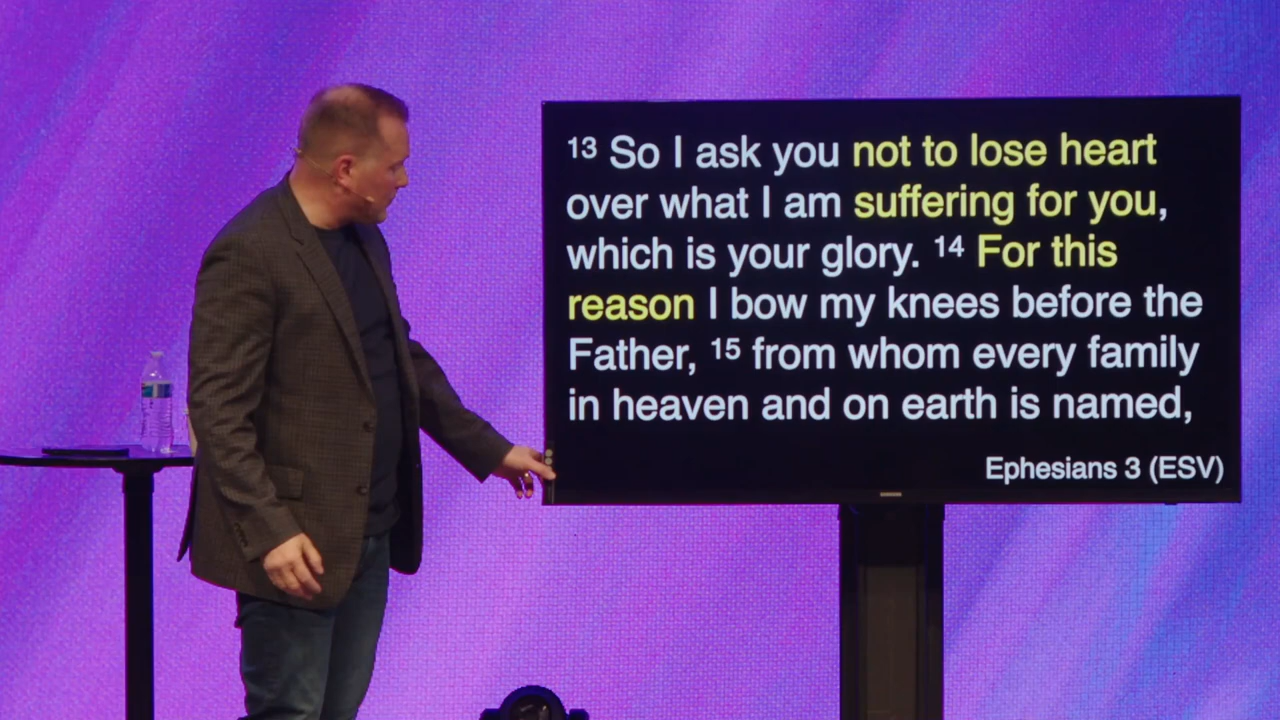 13 So I ask you not to lose heart
over what I am suffering for you,
which is your glory. 14 For this
reason I bow my knees before the
Father, 15 from whom every family
in heaven and on earth is named,
Ephesians 3 (ESV)